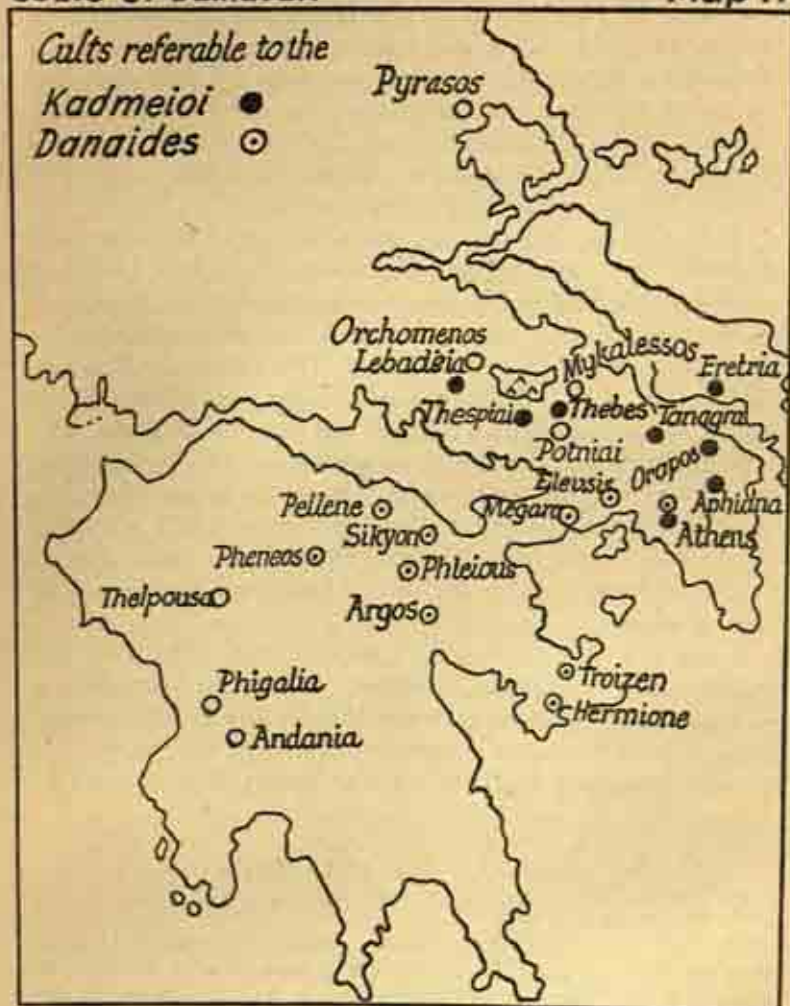 Cults referable to the
Kadmeioi
Danaides
Pyrasos
Orchomenos
Lebadeia
Mykalessos
Eretria
Thespiai
Thebes
Tanagra
Potniai
Oropos
Eleusis
Megara
Aphidna
Athens
Pellene
Sikyon
Pheneos
Phleious
Thelpousa
Argos
Troizen
Hermione
Phigalia
Andania